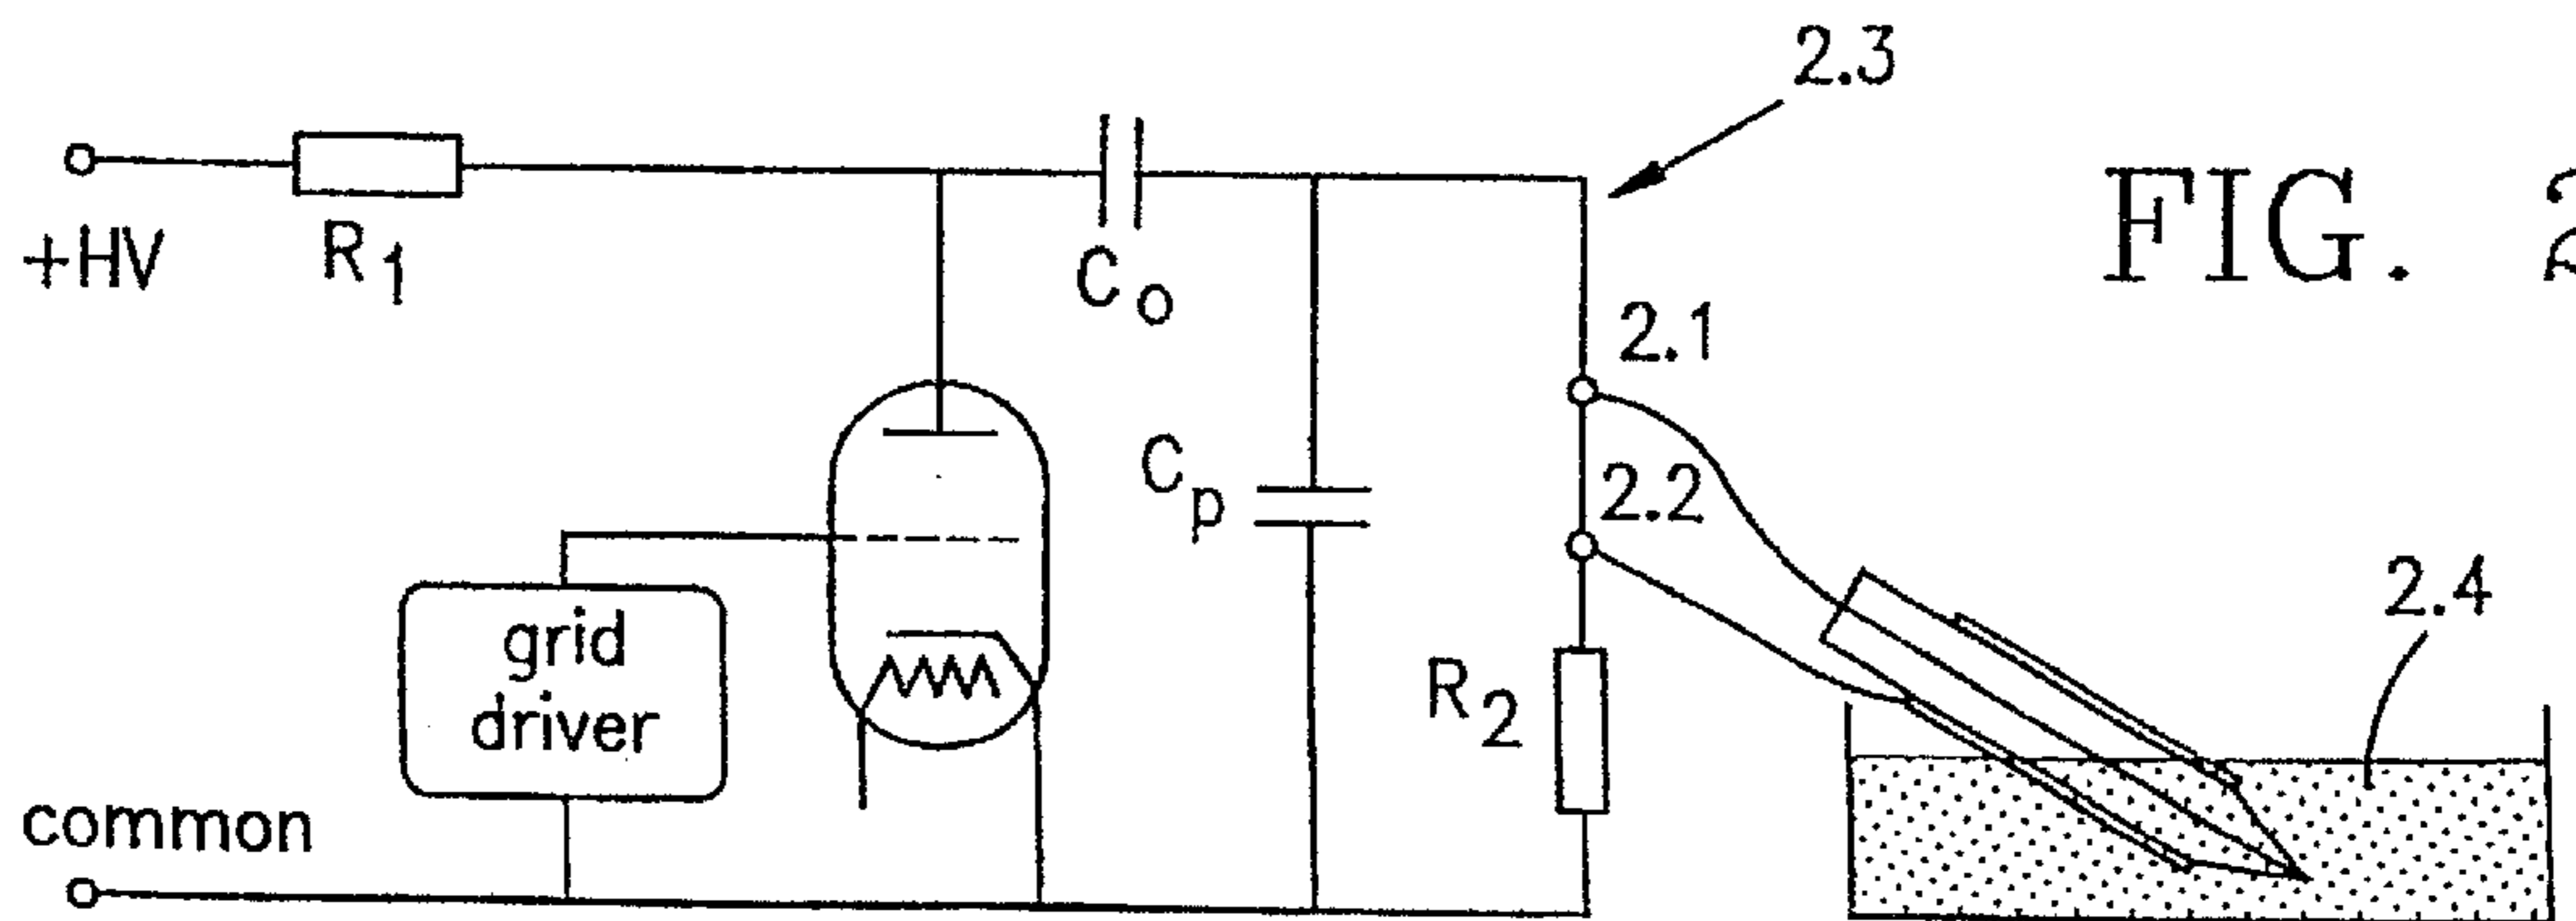 2.3
FIG. 2
+HV
R1
Co
2.1
Cp
2.2
2.4
grid
driver
R2
common